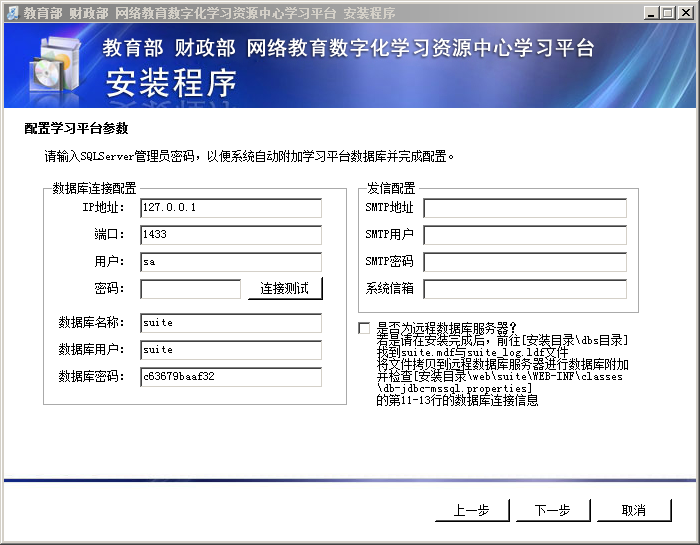 教育部 财政部 网络教育数字化学习资源中心学习平台 安装程序
教育部 财政部 网络教育数字化学习资源中心学习平台
安装程序
配置学习平台参数
请输入SQLServer管理员密码，以便系统自动附加学习平台数据库并完成配置。
数据库连接配置
IP地址： 127.0.0.1
端口： 1433
用户： sa
密码： 连接测试
数据库名称： suite
数据库用户： suite
数据库密码： c63679baaf32
发信配置
SMTP地址
SMTP用户
SMTP密码
系统信箱
是否为远程数据库服务器？
若是请在安装完成后，前往[安装目录\dbs目录]
找到suite.mdf与suite_log.ldf文件
将文件拷贝到远程数据库服务器进行数据库附加
并检查[安装目录\web\suite\WEB-INF\classes
\db-jdbc-mssql.properties]
的第11-13行的数据库连接信息
上一步 下一步 取消